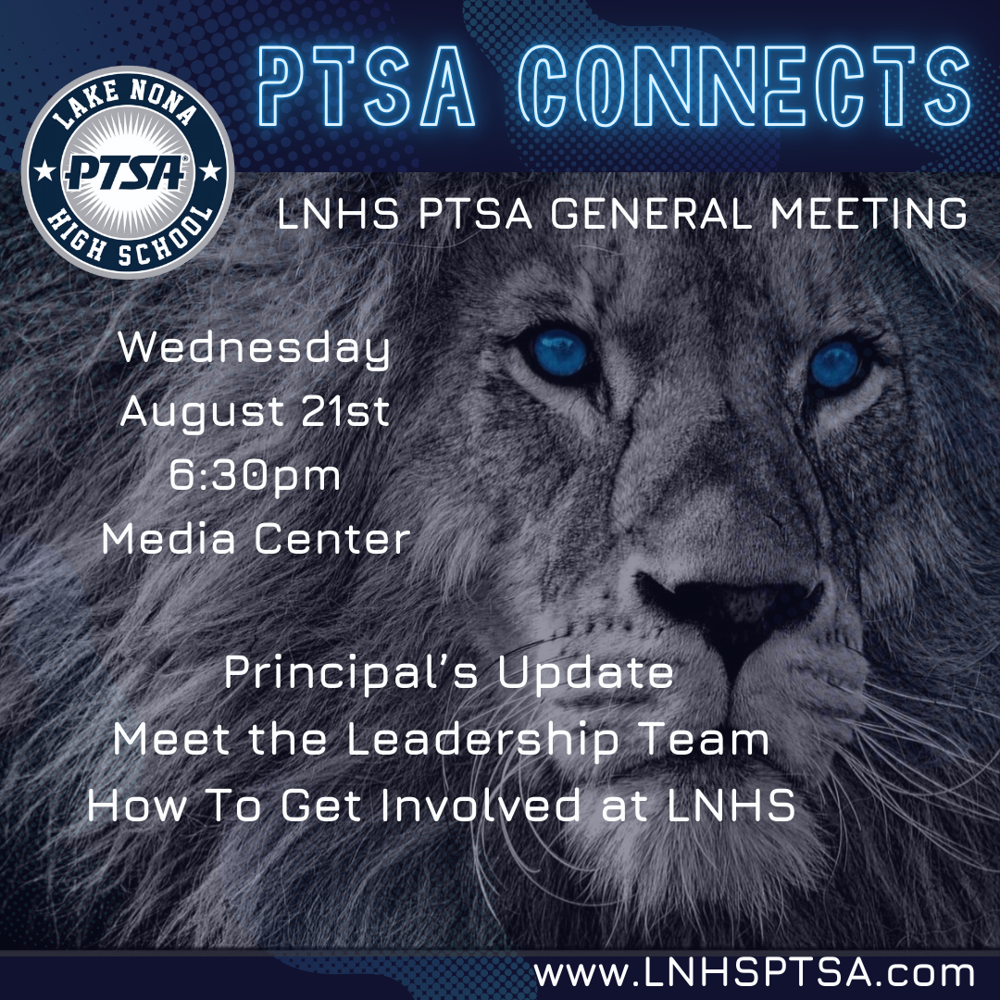 PTSA CONNECTS
LAKE NONA
PTSA®
HIGH SCHOOL
LNHS PTSA GENERAL MEETING
Wednesday
August 21st
6:30pm
Media Center
Principal’s Update
Meet the Leadership Team
How To Get Involved at LNHS
www.LNHSPTSA.com